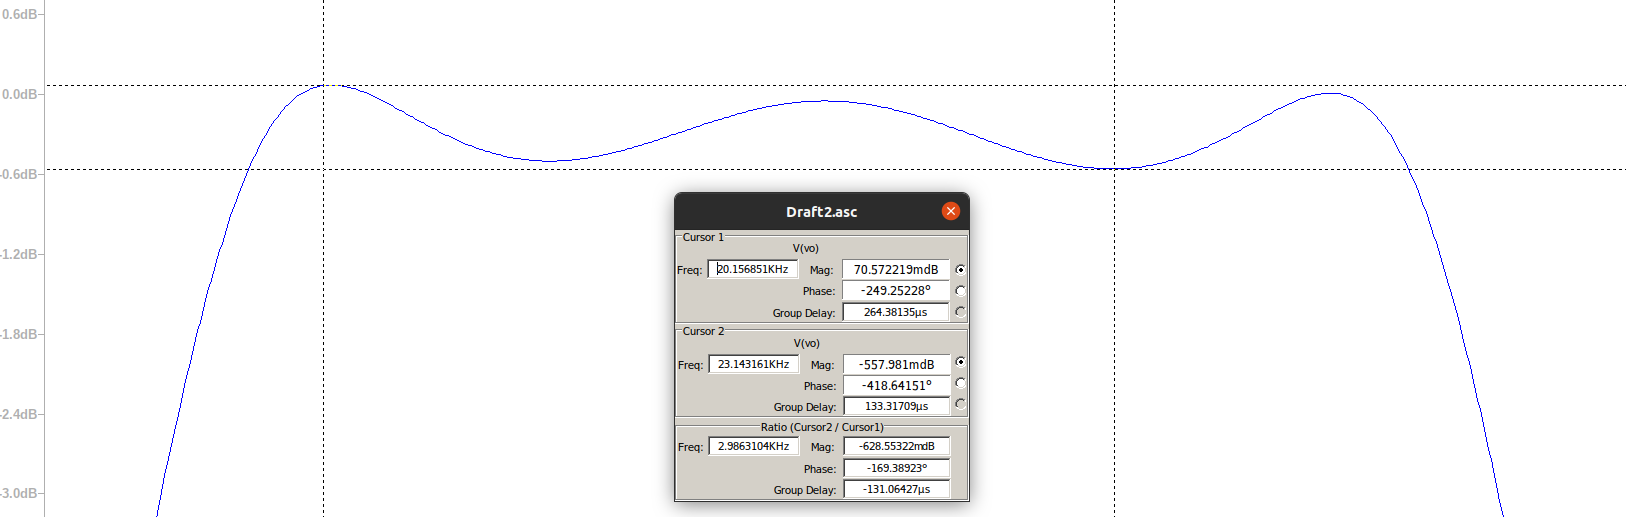 0.6dB
0.0dB
-0.6dB
-1.2dB
-1.8dB
-2.4dB
-3.0dB
Draft2.asc
Cursor 1
V(vo)
Freq: 20.156851KHz Mag: 70.572219mdB
Phase: -249.25228°
Group Delay: 264.38135µs
Cursor 2
V(vo)
Freq: 23.143161KHz Mag: -557.981mdB
Phase: -418.64151°
Group Delay: 133.31709µs
Ratio (Cursor2 / Cursor1)
Freq: 2.9863104KHz Mag: -628.55322mdB
Phase: -169.38923°
Group Delay: -131.06427µs